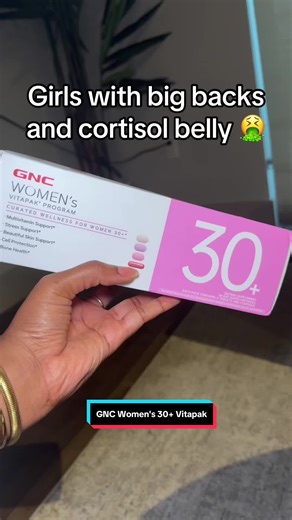 Girls with big backs
and cortisol belly 🤮
GNC
WOMEN's
VITAPAK® PROGRAM
CURATED WELLNESS FOR WOMEN 30+
• Multivitamin Support*
• Stress Support*
• Beautiful Skin Support*
• Cell Protection*
Bone Health*
30+
GNC Women's 30+ Vitapak